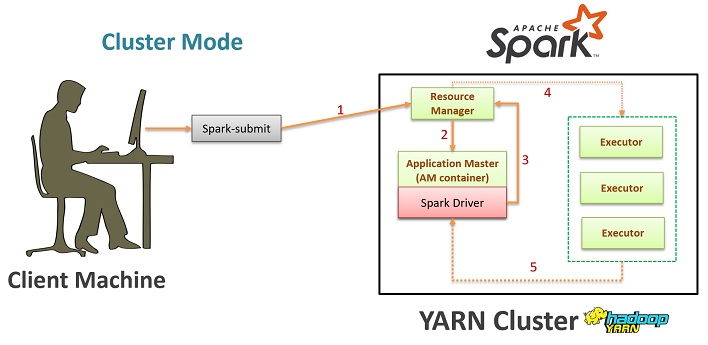 Cluster Mode
APACHE
Spark
TM
Client Machine
Spark-submit
1
Resource
Manager
2
3
4
Application Master
(AM container)
Spark Driver
Executor
Executor
Executor
5
YARN Cluster
hadoop
YARN